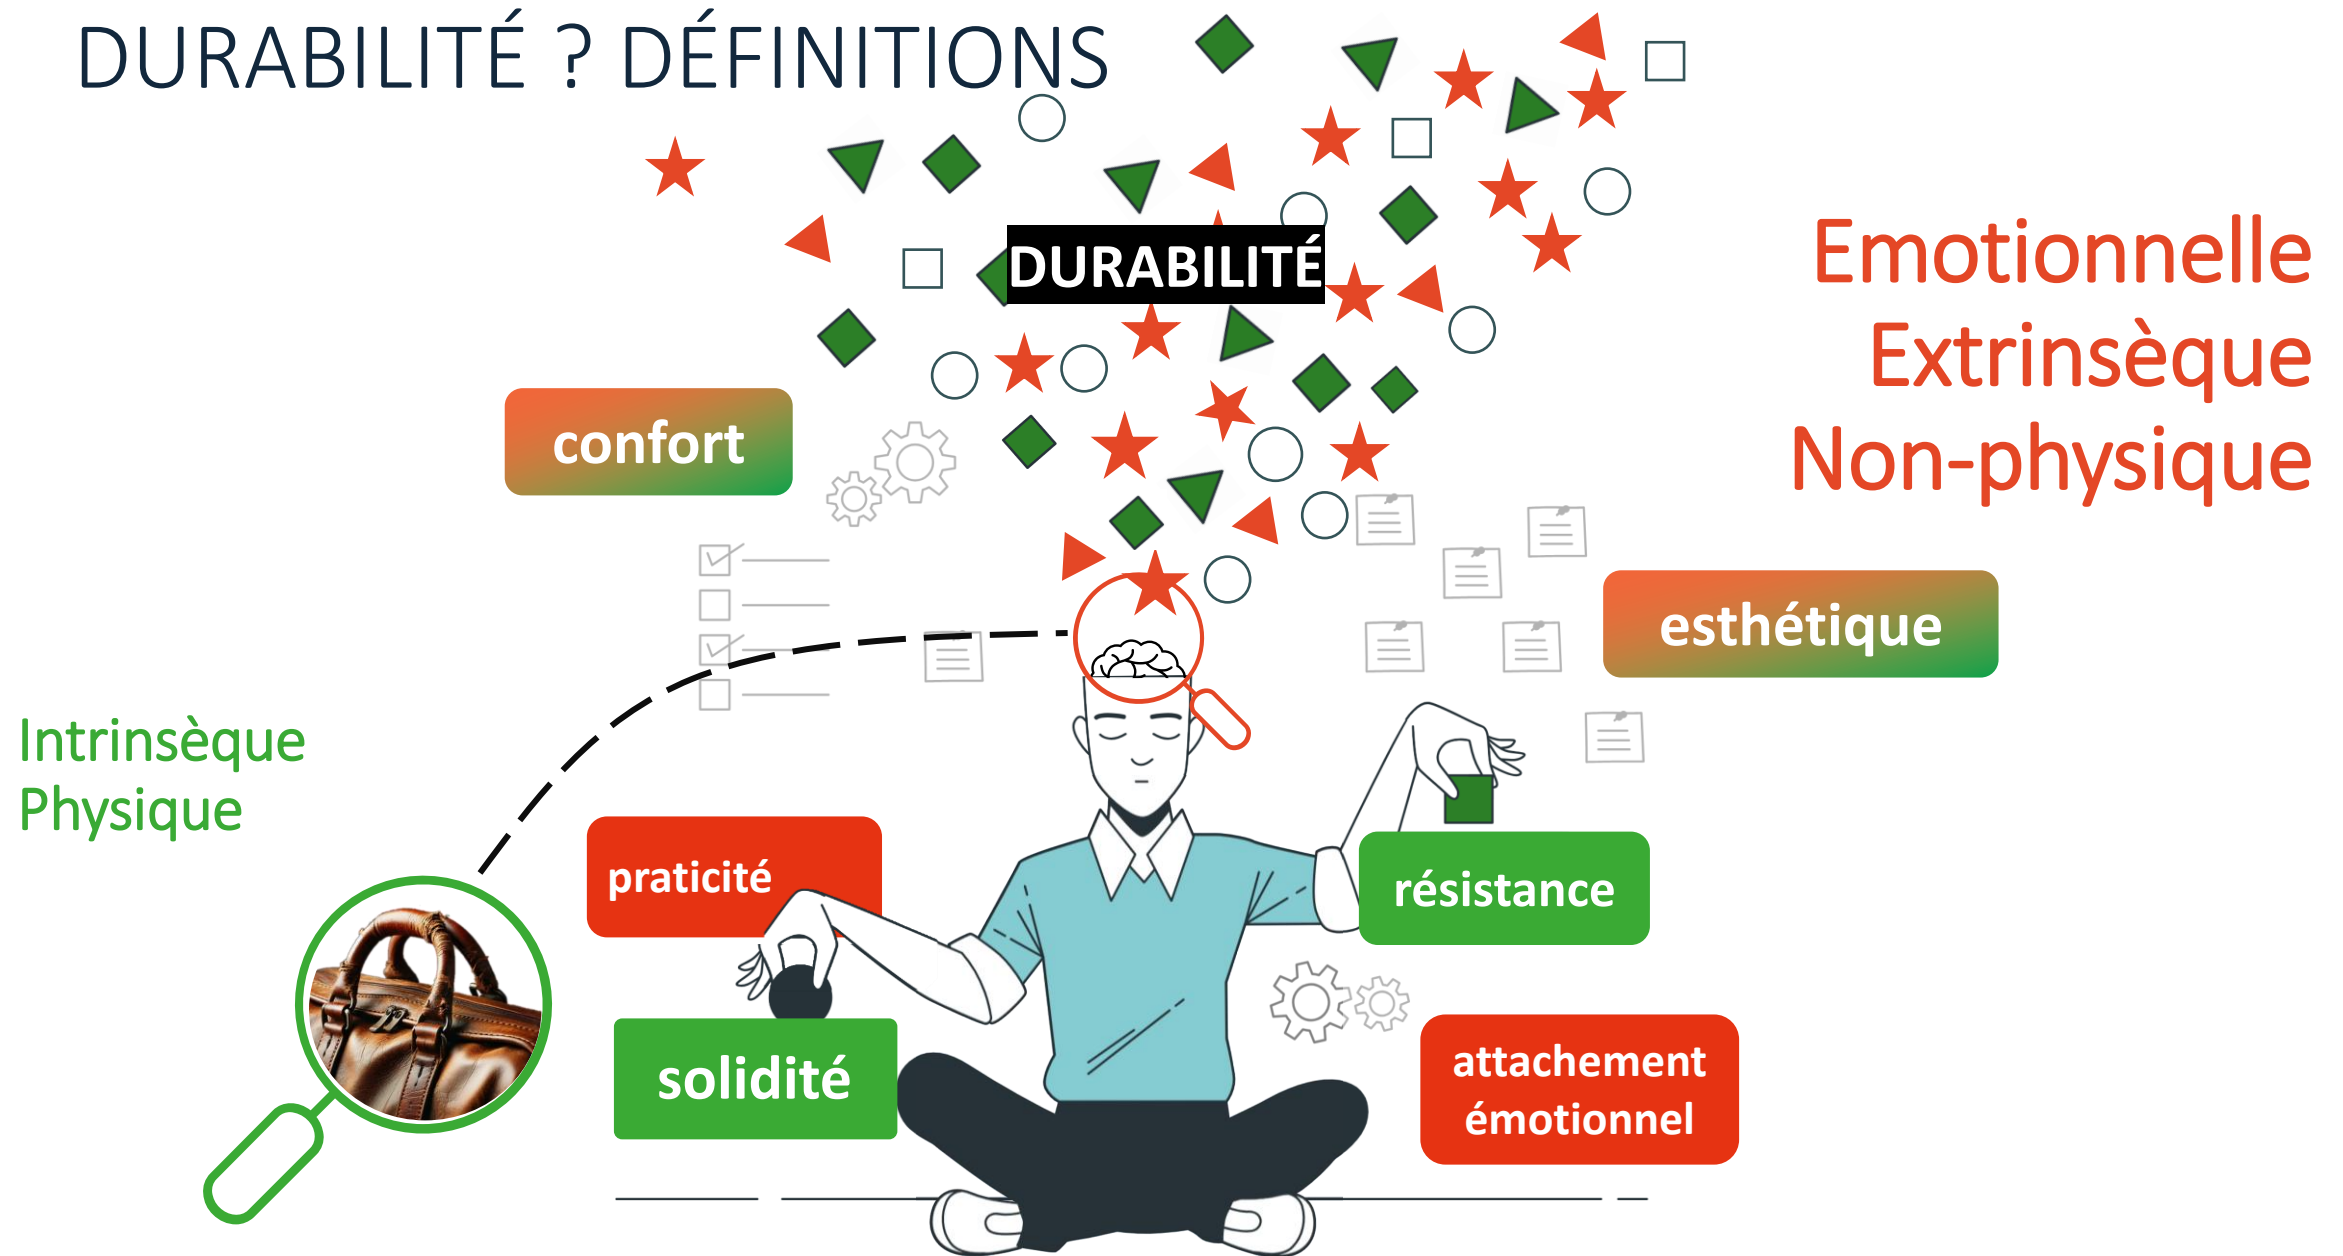 DURABILITÉ ? DÉFINITIONS
DURABILITÉ
Emotionnelle
Extrinsèque
Non-physique
confort
esthétique
Intrinsèque
Physique
praticité
résistance
solidité
attachement
émotionnel